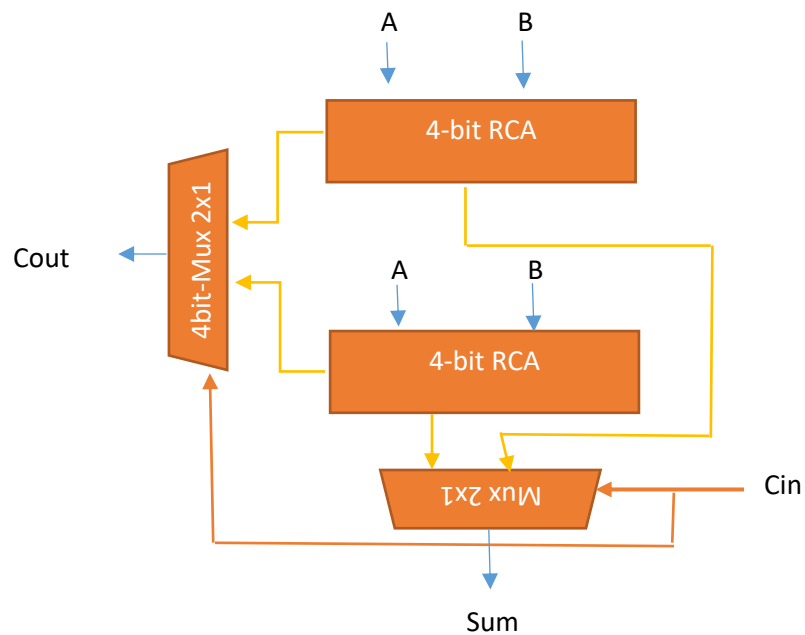 A
B
4-bit RCA
4bit-Mux 2x1
Cout
A
B
4-bit RCA
Mux 2x1
Cin
Sum